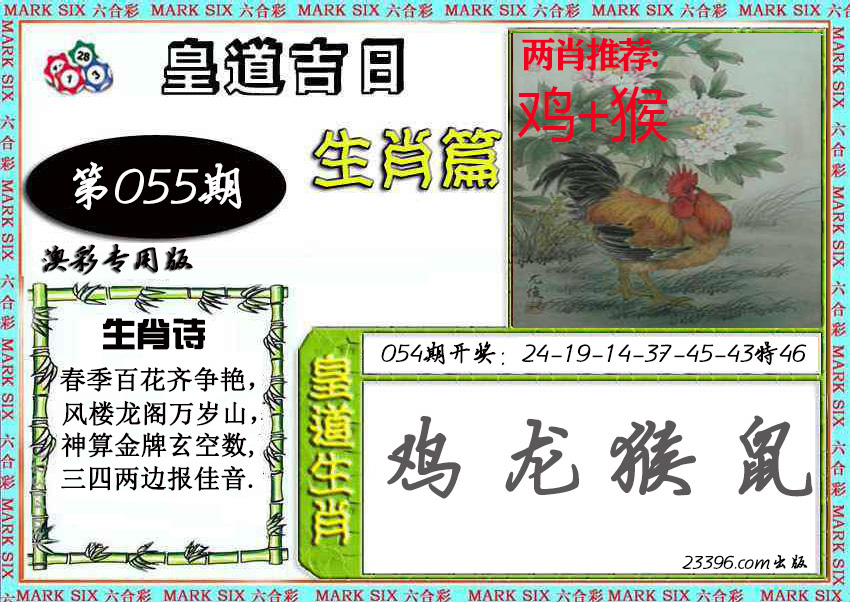 MARK SIX 六合彩 MARK SIX 六合彩 MARK SIX 六合彩 MARK SIX 六合彩 MARK SIX 六合彩 MARK SIX 六合彩
28
1
3
皇道吉日
生肖篇
两肖推荐:
鸡+猴
第055期
澳彩专用版
生肖诗
春季百花齐争艳，
风楼龙阁万岁山，
神算金牌玄空数，
三四两边报佳音.
皇道生肖
054期开奖：24-19-14-37-45-43特46
鸡 龙 猴 鼠
23396.com出版
MARK SIX 六合彩 MARK SIX 六合彩 MARK SIX 六合彩 MARK SIX 六合彩 MARK SIX 六合彩